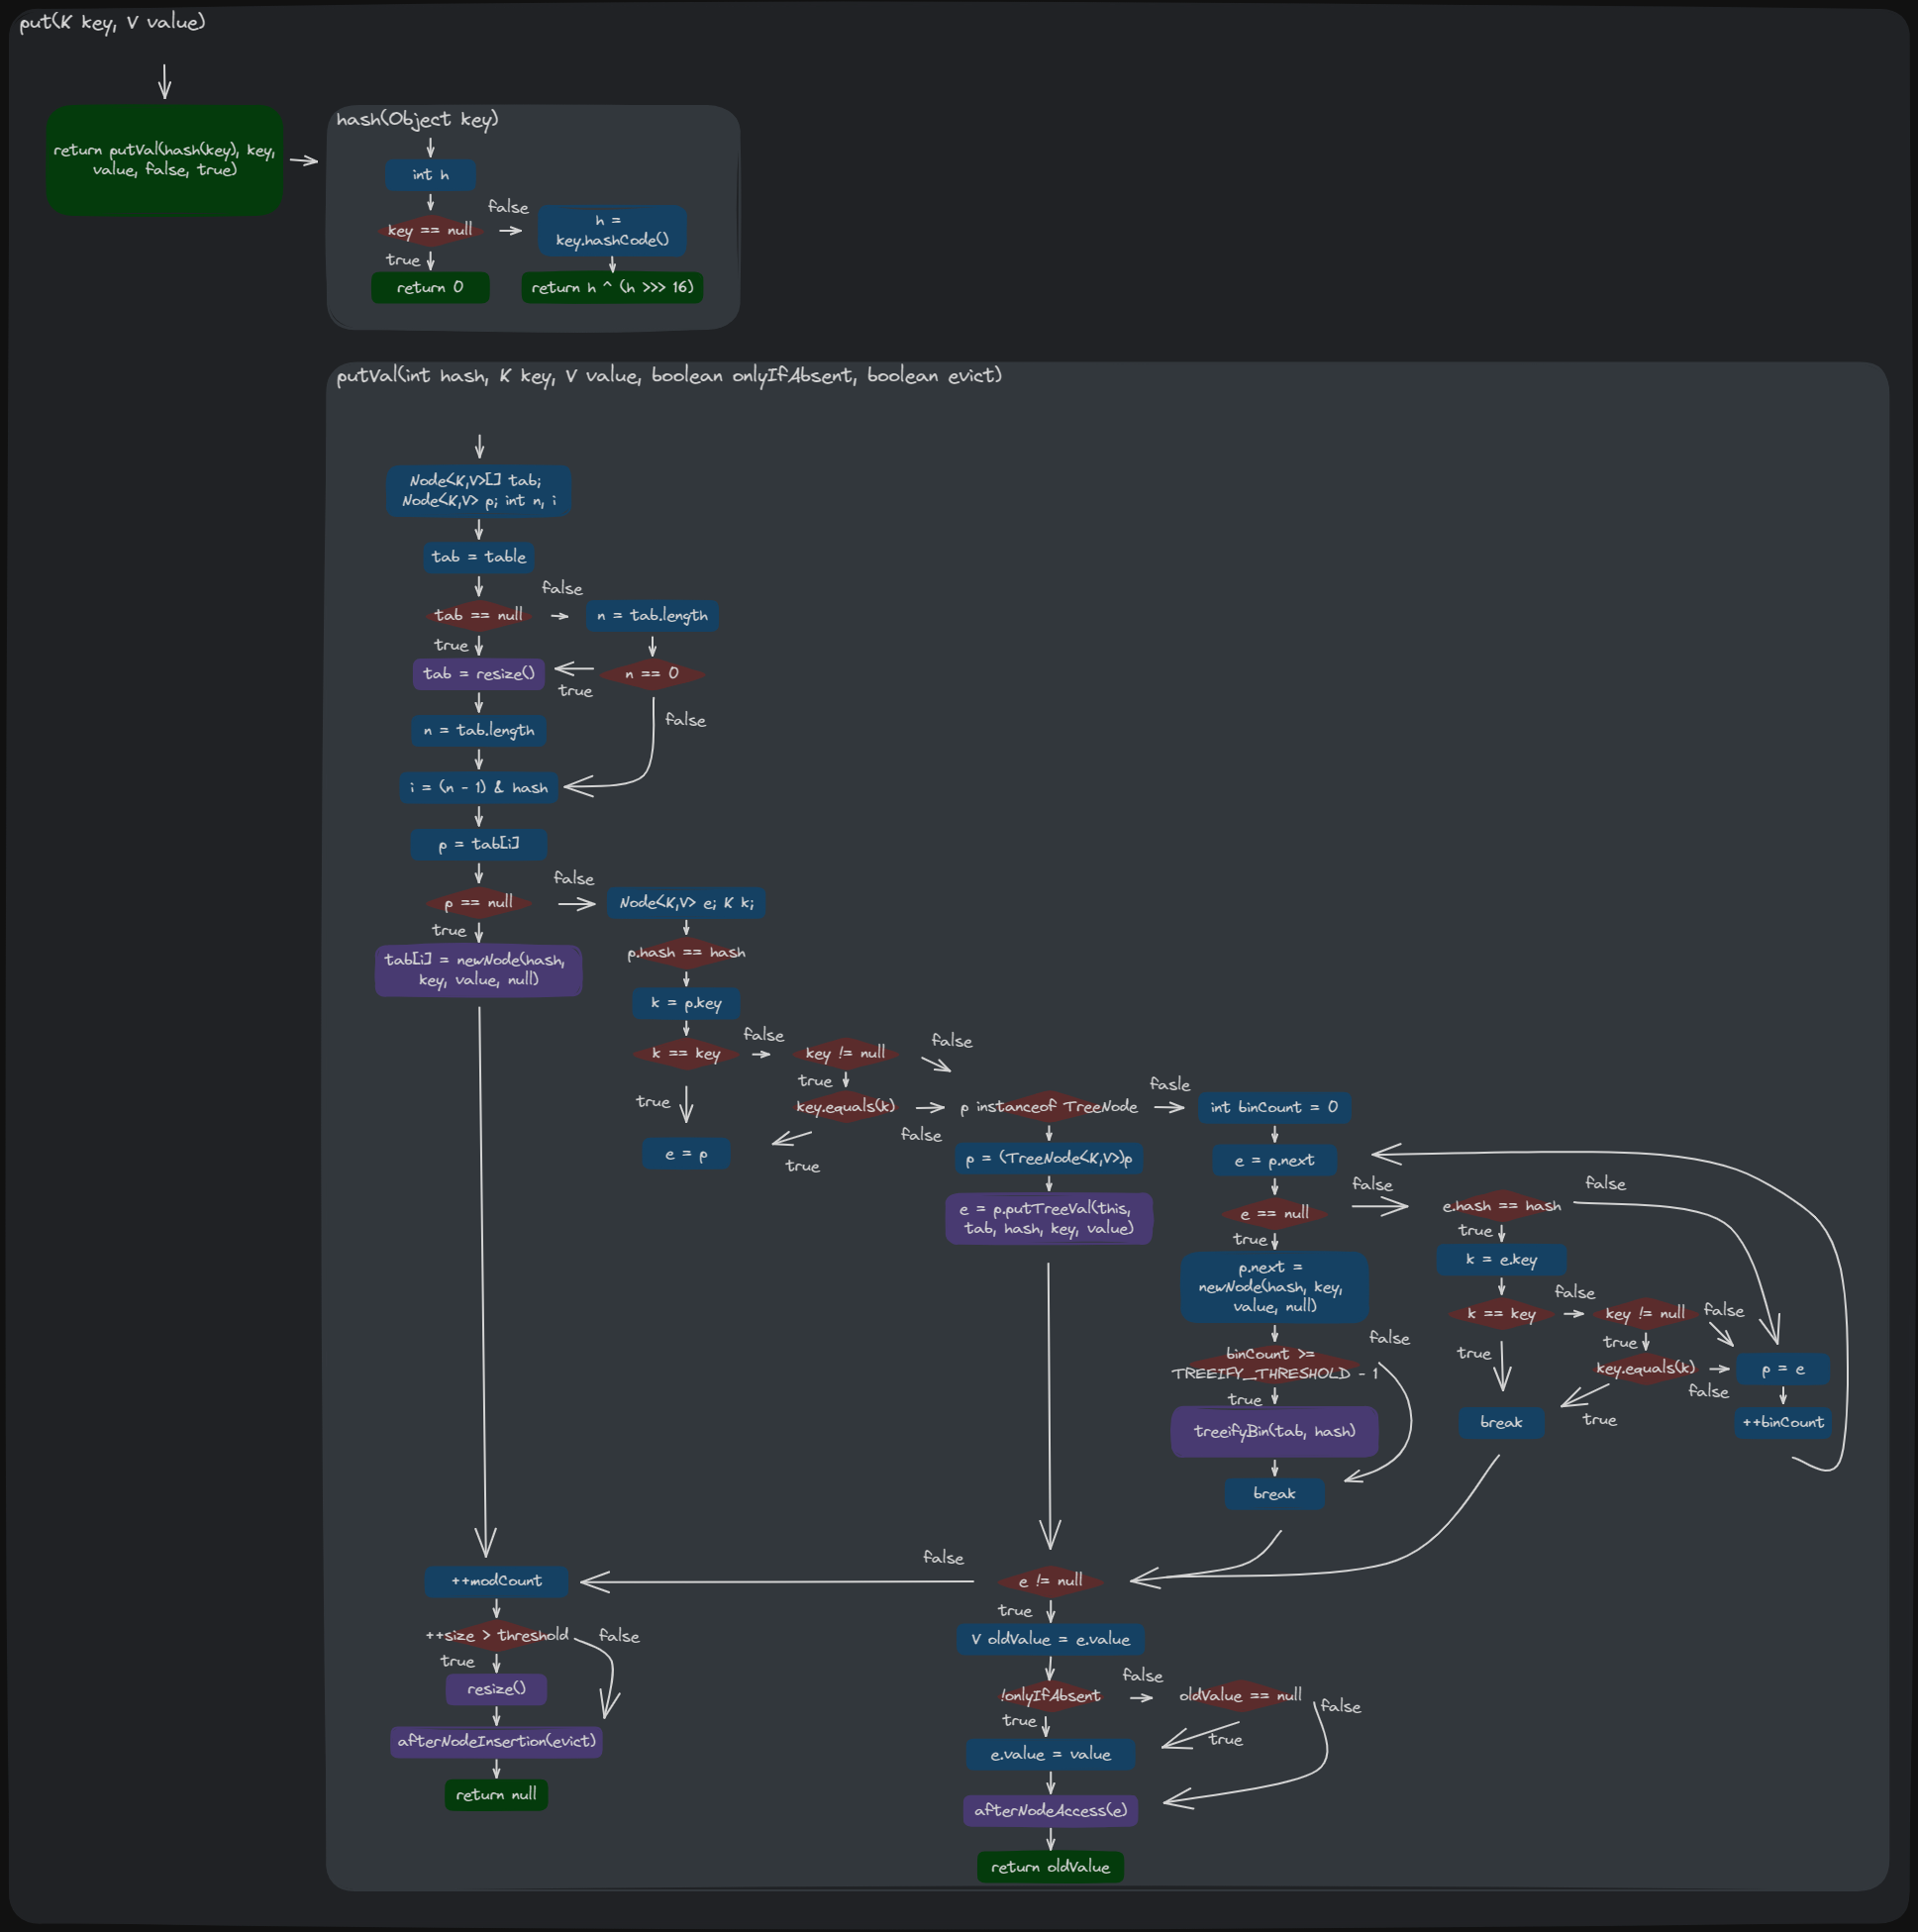 put(K key, V value)
return putVal(hash(key), key,
value, false, true)
hash(Object key)
int h
key == null
false
h =
key.hashCode()
true
return 0
return h ^ (h >>> 16)
putVal(int hash, K key, V value, boolean onlyIfAbsent, boolean evict)
Node<K,V>[] tab;
Node<K,V> p; int n, i
tab = table
tab == null
false
n = tab.length
true
tab = resize()
true
n == 0
false
n = tab.length
i = (n - 1) & hash
p = tab[i]
p == null
false
Node<K,V> e; K k;
true
tab[i] = newNode(hash,
key, value, null)
p.hash == hash
k = p.key
k == key
false
key != null
false
true
true
key.equals(k)
false
e = p
true
p instanceof TreeNode
fasle
int binCount = 0
p = (TreeNode<K,V>)p
e = p.putTreeVal(this,
tab, hash, key, value)
e = p.next
e == null
false
e.hash == hash
false
true
true
k = e.key
p.next =
newNode(hash, key,
value, null)
k == key
false
key != null
false
false
true
true
binCount >=
TREEIFY_THRESHOLD - 1
key.equals(k)
p = e
false
true
true
treeifyBin(tab, hash)
break
++binCount
break
++modCount
false
e != null
true
++size > threshold
false
V oldValue = e.value
true
resize()
!onlyIfAbsent
false
oldValue == null
false
true
true
afterNodeInsertion(evict)
e.value = value
return null
afterNodeAccess(e)
return oldValue